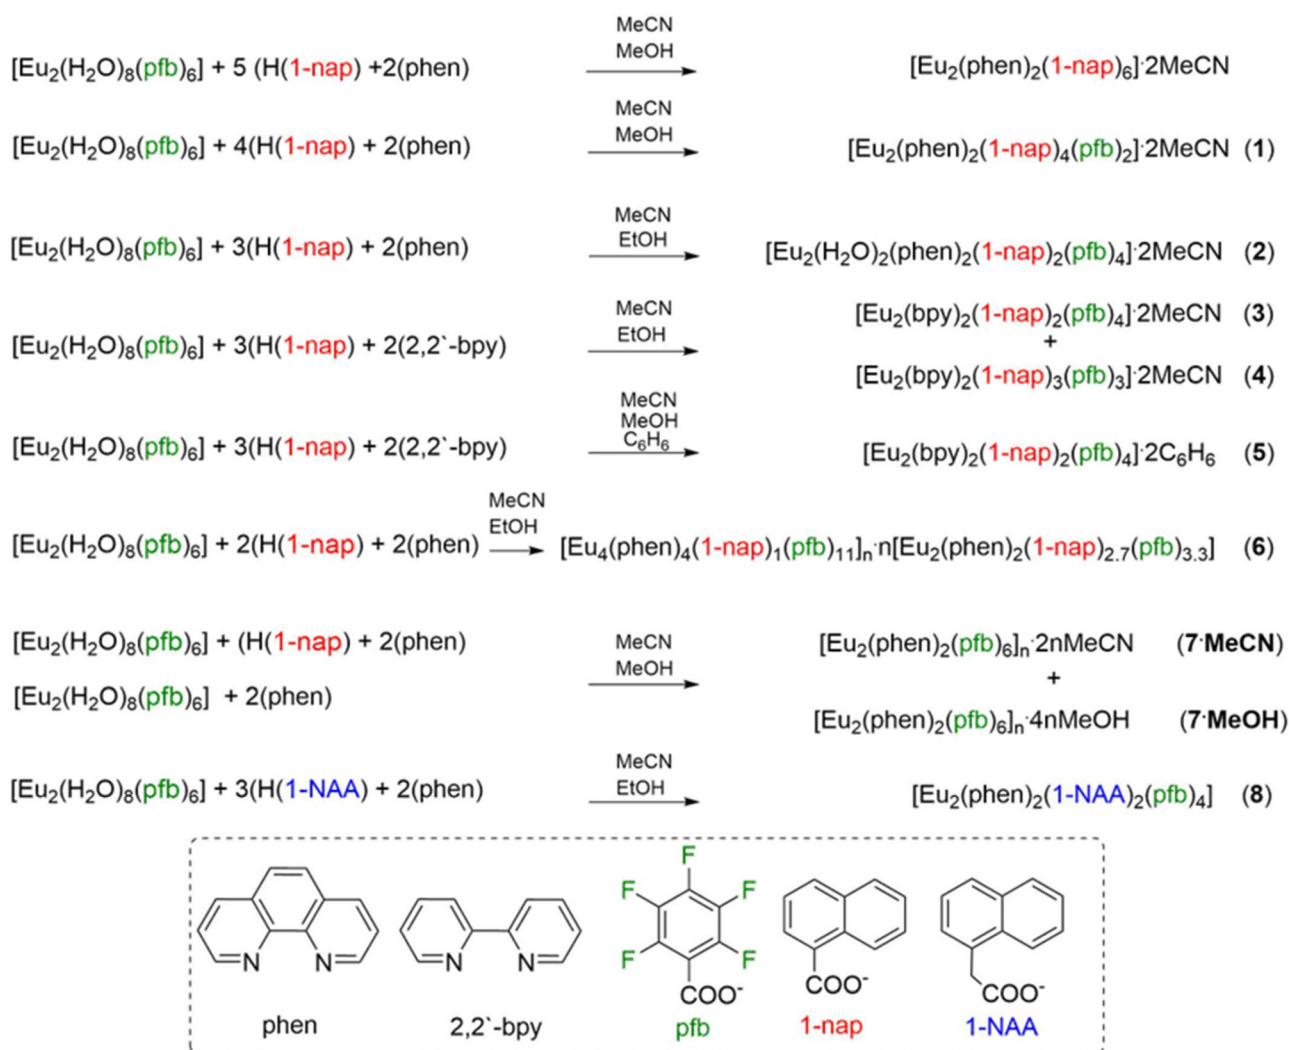 MeCN
MeOH
[Eu₂(H₂O)₈(pfb)₆] + 5 (H(1-nap) +2(phen) [Eu₂(phen)₂(1-nap)₆]·2MeCN
MeCN
MeOH
[Eu₂(H₂O)₈(pfb)₆] + 4(H(1-nap) + 2(phen) [Eu₂(phen)₂(1-nap)₄(pfb)₂]·2MeCN (1)
MeCN
EtOH
[Eu₂(H₂O)₈(pfb)₆] + 3(H(1-nap) + 2(phen) [Eu₂(H₂O)₂(phen)₂(1-nap)₂(pfb)₄]·2MeCN (2)
MeCN
EtOH
[Eu₂(bpy)₂(1-nap)₂(pfb)₄]·2MeCN (3)
[Eu₂(H₂O)₈(pfb)₆] + 3(H(1-nap) + 2(2,2`-bpy) +
[Eu₂(bpy)₂(1-nap)₃(pfb)₃]·2MeCN (4)
MeCN
MeOH
C₆H₆
[Eu₂(H₂O)₈(pfb)₆] + 3(H(1-nap) + 2(2,2`-bpy) [Eu₂(bpy)₂(1-nap)₂(pfb)₄]·2C₆H₆ (5)
MeCN
EtOH
[Eu₂(H₂O)₈(pfb)₆] + 2(H(1-nap) + 2(phen) [Eu₄(phen)₄(1-nap)₁(pfb)₁₁]ₙ·n[Eu₂(phen)₂(1-nap)₂.₇(pfb)₃.₃] (6)
MeCN
MeOH
[Eu₂(H₂O)₈(pfb)₆] + (H(1-nap) + 2(phen) [Eu₂(phen)₂(pfb)₆]ₙ·2nMeCN (7·MeCN)
+
[Eu₂(H₂O)₈(pfb)₆] + 2(phen) [Eu₂(phen)₂(pfb)₆]ₙ·4nMeOH (7·MeOH)
MeCN
EtOH
[Eu₂(H₂O)₈(pfb)₆] + 3(H(1-NAA) + 2(phen) [Eu₂(phen)₂(1-NAA)₂(pfb)₄] (8)
F
F F
F F
N N N N
COO⁻ COO⁻ COO⁻
phen 2,2`-bpy pfb 1-nap 1-NAA